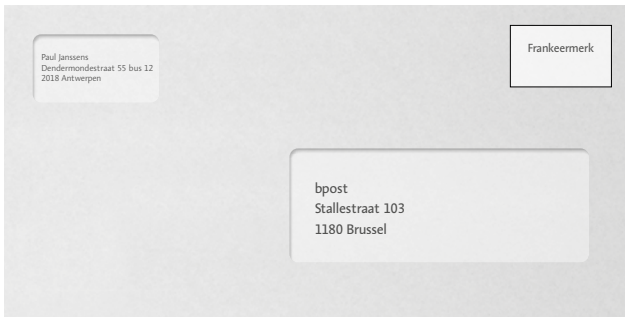 Paul Janssens
Dendermondestraat 55 bus 12
2018 Antwerpen
Frankeermerk
bpost
Stallestraat 103
1180 Brussel